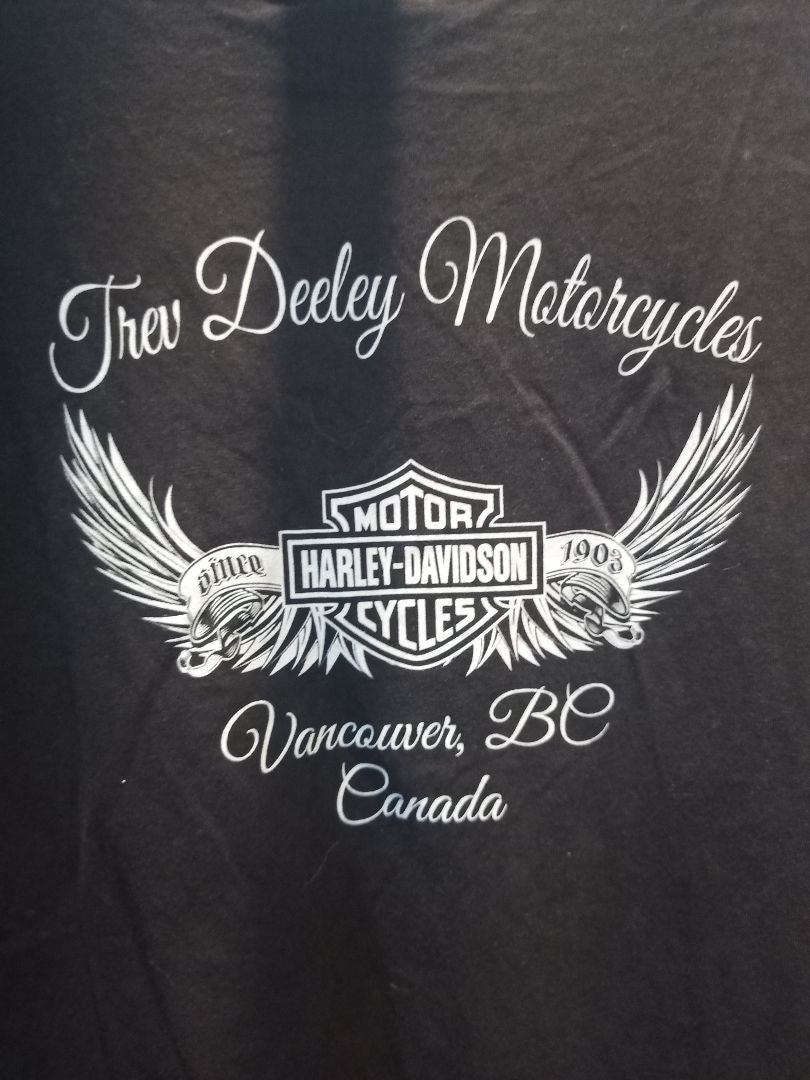 Trev Deeley Motorcycles
MOTOR
since HARLEY-DAVIDSON 1903
CYCLES
Vancouver, BC
Canada